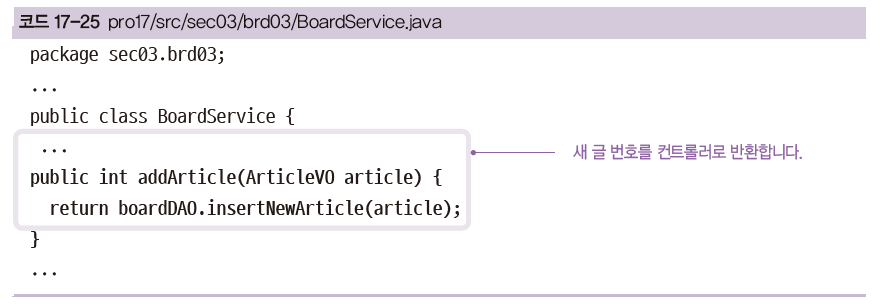 코드 17-25 pro17/src/sec03/brd03/BoardService.java
package sec03.brd03;
...
public class BoardService {
...
새 글 번호를 컨트롤러로 반환합니다.
public int addArticle(ArticleVO article) {
return boardDAO.insertNewArticle(article);
}
...